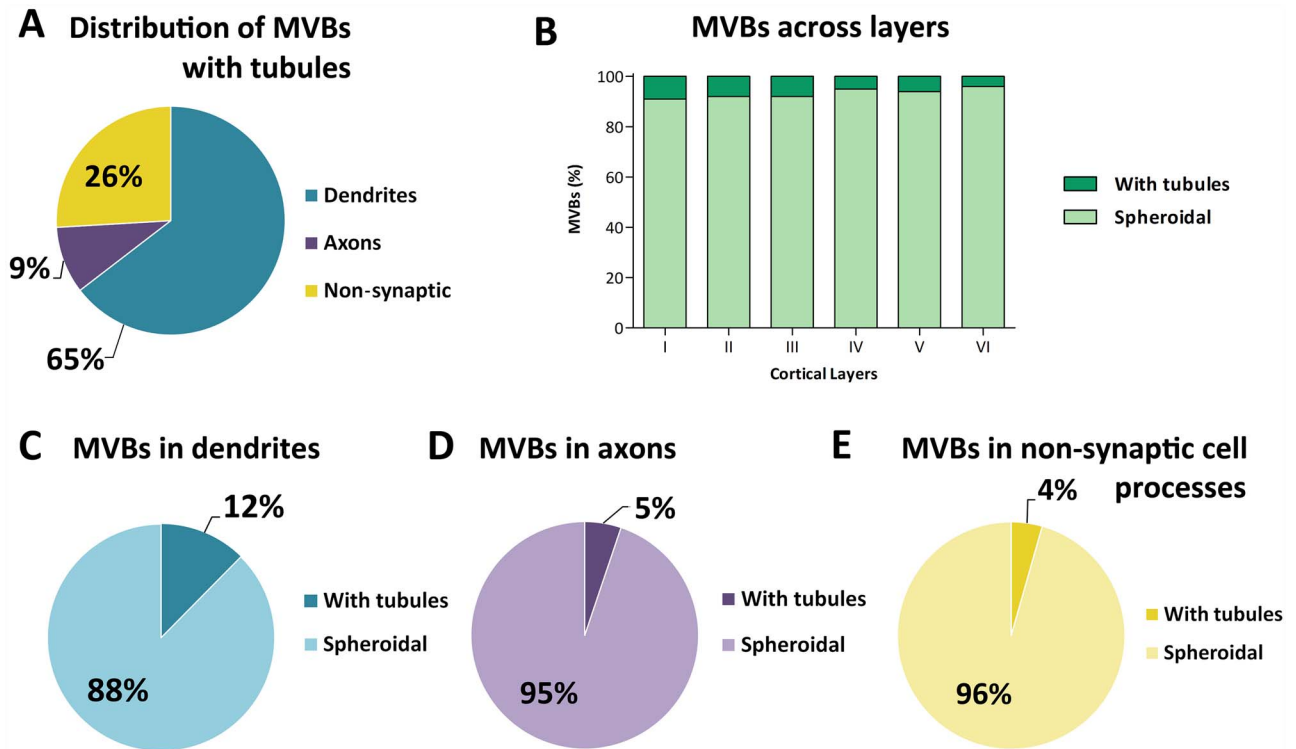 A Distribution of MVBs
with tubules
26%
9%
65%
Dendrites
Axons
Non-synaptic
B MVBs across layers
100
80
60
40
20
0
MVBs (%)
I II III IV V VI
Cortical Layers
With tubules
Spheroidal
C MVBs in dendrites
12%
88%
With tubules
Spheroidal
D MVBs in axons
5%
95%
With tubules
Spheroidal
E MVBs in non-synaptic cell
processes
4%
96%
With tubules
Spheroidal